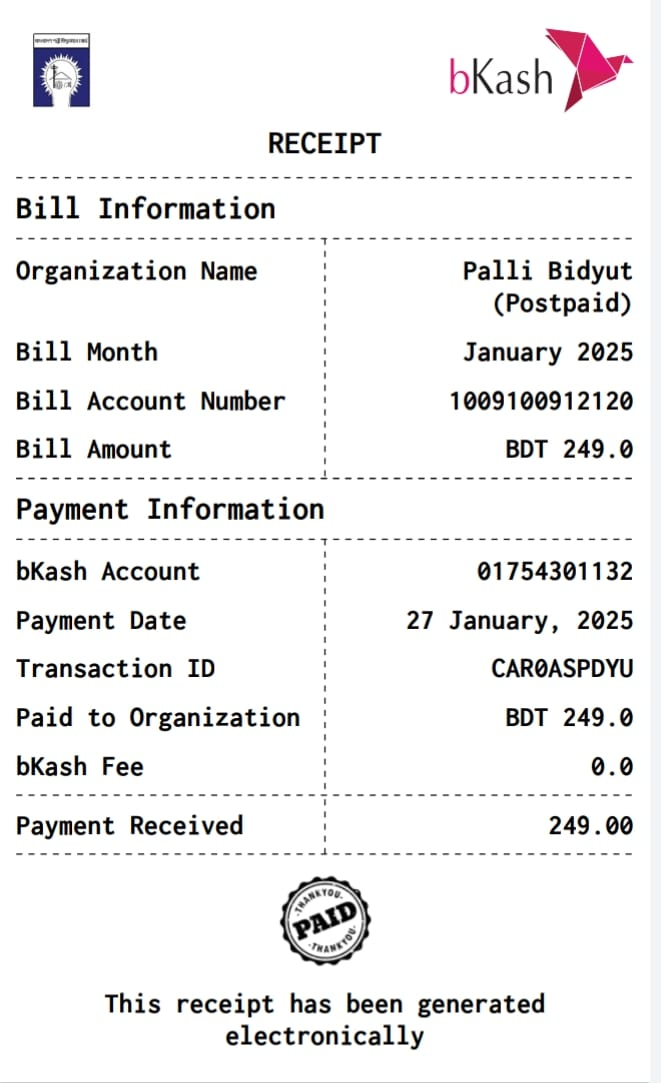 bKash
RECEIPT
Bill Information
Organization Name Palli Bidyut
(Postpaid)
Bill Month January 2025
Bill Account Number 1009100912120
Bill Amount BDT 249.0
Payment Information
bKash Account 01754301132
Payment Date 27 January, 2025
Transaction ID CAR0ASPDYU
Paid to Organization BDT 249.0
bKash Fee 0.0
Payment Received 249.00
THANKYOU
PAID
THANKYOU
This receipt has been generated
electronically